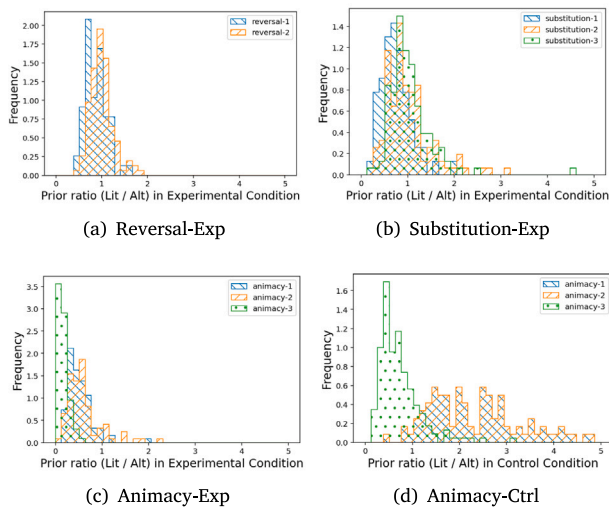 reversal-1
reversal-2
2.00
1.75
1.50
1.25
1.00
0.75
0.50
0.25
0.00
Frequency
0 1 2 3 4 5
Prior ratio (Lit / Alt) in Experimental Condition
(a) Reversal-Exp
substitution-1
substitution-2
substitution-3
1.4
1.2
1.0
0.8
0.6
0.4
0.2
0.0
Frequency
0 1 2 3 4 5
Prior ratio (Lit / Alt) in Experimental Condition
(b) Substitution-Exp
animacy-1
animacy-2
animacy-3
3.5
3.0
2.5
2.0
1.5
1.0
0.5
0.0
Frequency
0 1 2 3 4 5
Prior ratio (Lit / Alt) in Experimental Condition
(c) Animacy-Exp
animacy-1
animacy-2
animacy-3
1.6
1.4
1.2
1.0
0.8
0.6
0.4
0.2
0.0
Frequency
0 1 2 3 4 5
Prior ratio (Lit / Alt) in Control Condition
(d) Animacy-Ctrl